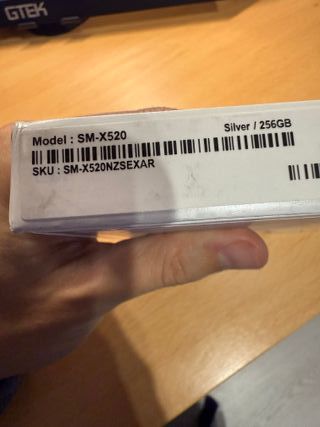 GTEK
Model : SM-X520 Silver / 256GB
SKU : SM-X520NZSEXAR